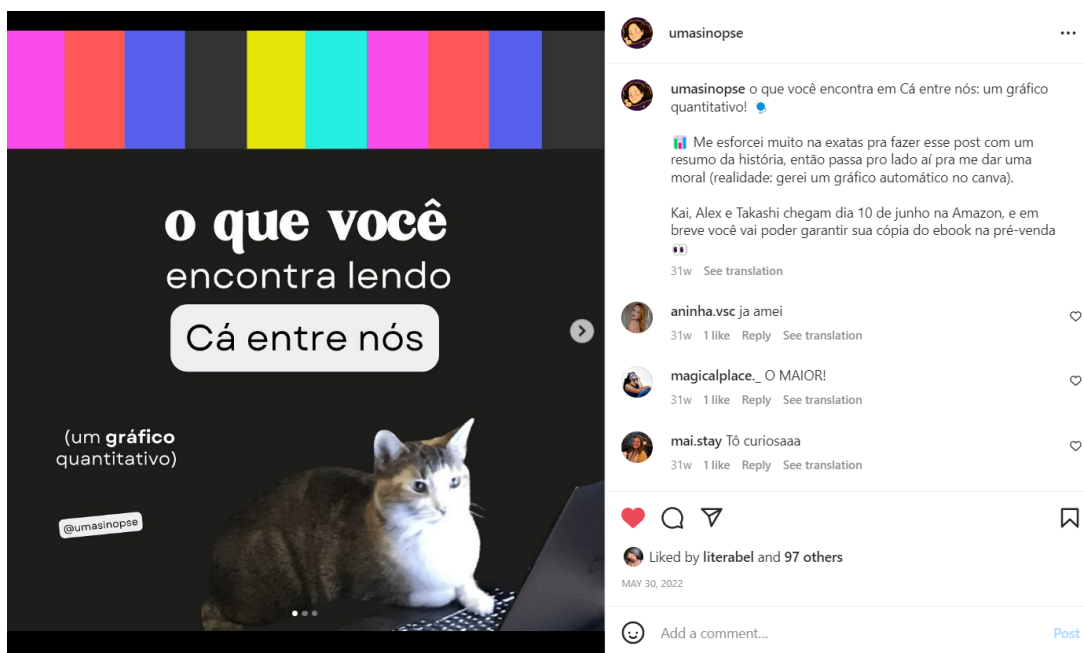 o que você
encontra lendo
Cá entre nós
(um gráfico
quantitativo)
@umasinopse
umasinopse
umasinopse o que você encontra em Cá entre nós: um gráfico
quantitativo!
📊 Me esforcei muito na exatas pra fazer esse post com um
resumo da história, então passa pro lado aí pra me dar uma
moral (realidade: gerei um gráfico automático no canva).
Kai, Alex e Takashi chegam dia 10 de junho na Amazon, e em
breve você vai poder garantir sua cópia do ebook na pré-venda
👀
31w See translation
aninha.vsc ja amei
31w 1 like Reply See translation
magicalplace._ O MAIOR!
31w 1 like Reply See translation
mai.stay Tô curiosaaa
31w 1 like Reply See translation
Liked by literabel and 97 others
MAY 30, 2022
Add a comment...
Post